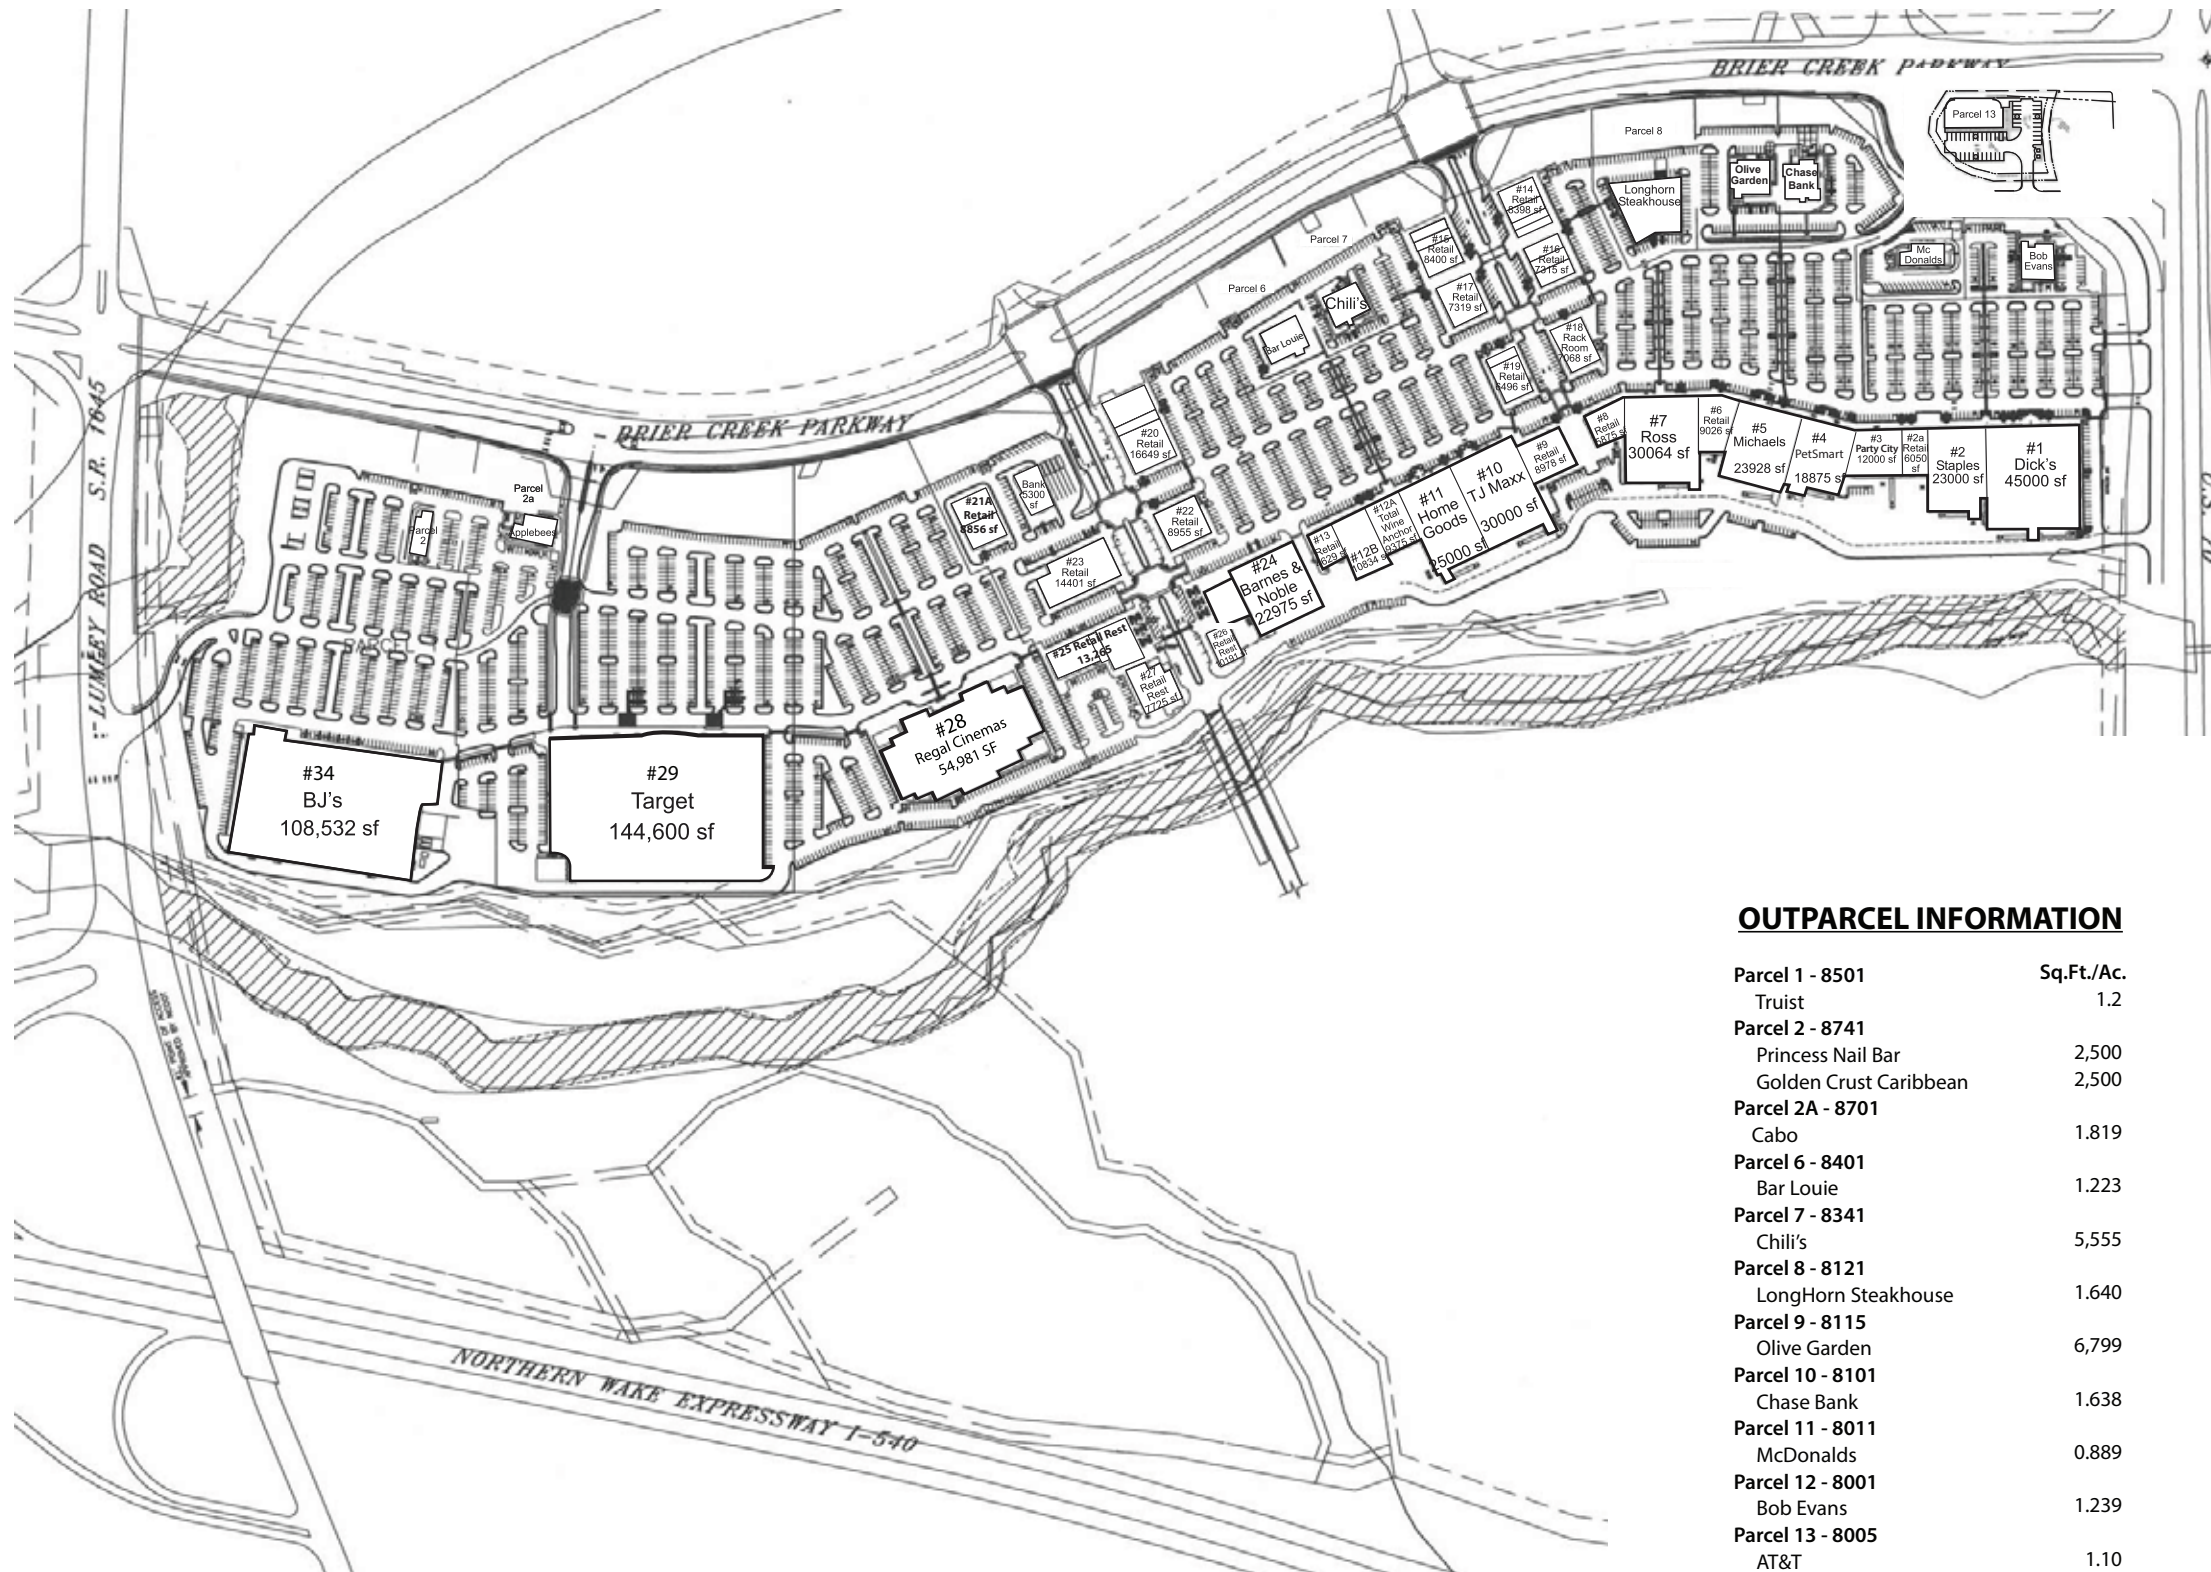 BRIER CREEK PARKWAY
Parcel 13
Parcel 8
Olive
Garden
Chase
Bank
Longhorn
Steakhouse
#14
Retail
8398 sf
#15
Retail
8400 sf
#16
Retail
7315 sf
#17
Retail
7319 sf
#18
Rack
Room
7068 sf
#19
Retail
6496 sf
Mc
Donalds
Bob
Evans
Parcel 7
Parcel 6
Chili's
Bar Louie
#20
Retail
16649 sf
#8
Retail
5875 sf
#7
Ross
30064 sf
#6
Retail
9026 sf
#5
Michaels
23928 sf
#4
PetSmart
18875 sf
#3
Party City
12000 sf
#2a
Retail
6050
sf
#2
Staples
23000 sf
#1
Dick's
45000 sf
#9
Retail
8978 sf
#10
TJ Maxx
30000 sf
#11
Home
Goods
25000 sf
#12A
Total
Wine
Anchor
9375 sf
#12B
10834 s
#13
Retail
#24
Barnes &
Noble
22975 sf
BRIER CREEK PARKWAY
LUMLEY ROAD S.R. 1645
Parcel
2a
Applebees
Parcel
2
Bank
5300
sf
#21A
Retail
8856 sf
#22
Retail
8955 sf
#23
Retail
14401 sf
#25 Retail Rest
13,265
#26
Retail
Rest
#27
Retail
Rest
7725 sf
#28
Regal Cinemas
54,981 SF
#34
BJ's
108,532 sf
#29
Target
144,600 sf
NORTHERN WAKE EXPRESSWAY I-540
OUTPARCEL INFORMATION
Parcel 1 - 8501 Sq.Ft./Ac.
Truist 1.2
Parcel 2 - 8741
Princess Nail Bar 2,500
Golden Crust Caribbean 2,500
Parcel 2A - 8701
Cabo 1.819
Parcel 6 - 8401
Bar Louie 1.223
Parcel 7 - 8341
Chili's 5,555
Parcel 8 - 8121
LongHorn Steakhouse 1.640
Parcel 9 - 8115
Olive Garden 6,799
Parcel 10 - 8101
Chase Bank 1.638
Parcel 11 - 8011
McDonalds 0.889
Parcel 12 - 8001
Bob Evans 1.239
Parcel 13 - 8005
AT&T 1.10